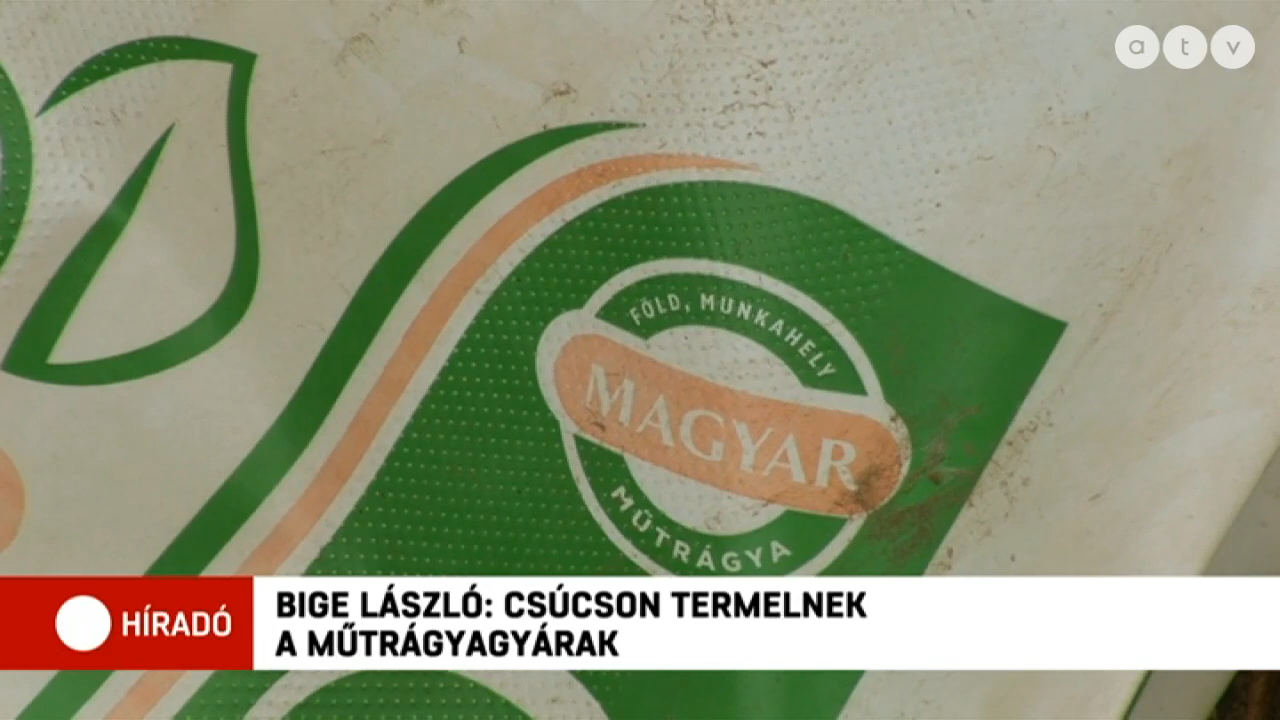 atv
FÖLD, MUNKAHELY
MAGYAR
MŰTRÁGYA
HÍRADÓ
BIGE LÁSZLÓ: CSÚCSON TERMELNEK
A MŰTRÁGYAGYÁRAK